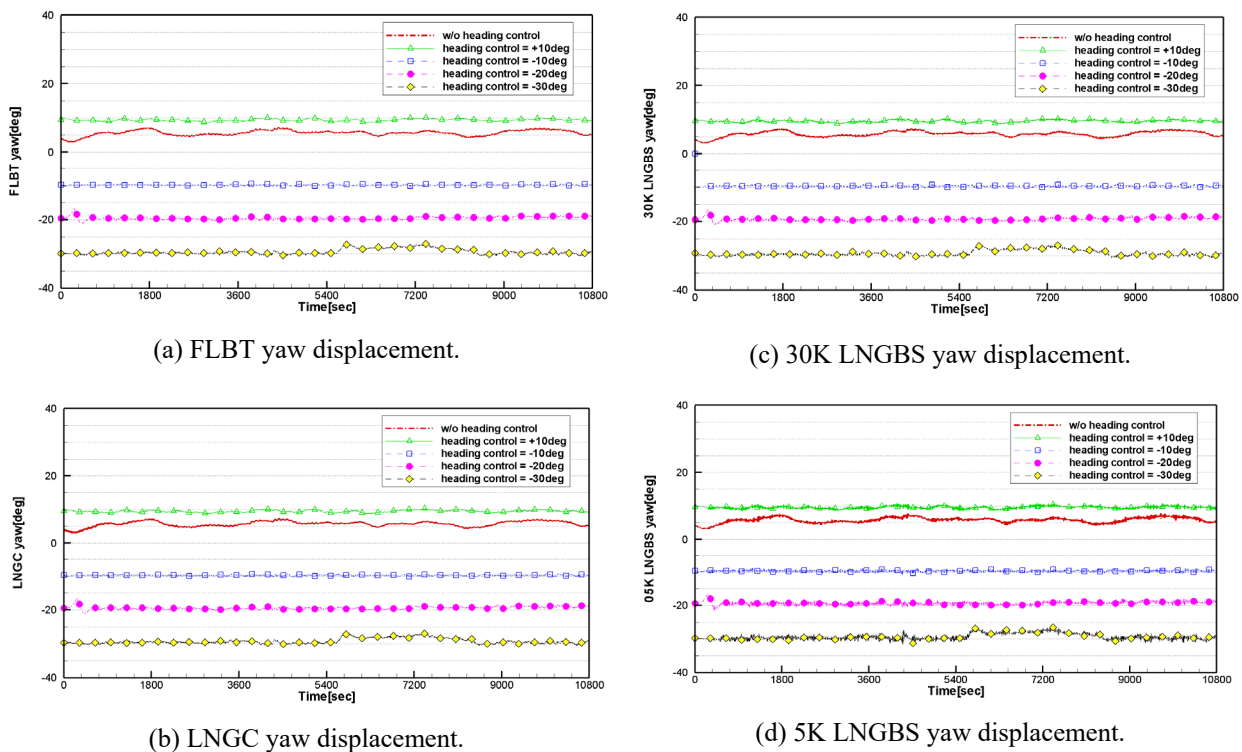 40
20
0
-20
-40
FLBT yaw[deg]
w/o heading control
heading control = +10deg
heading control = -10deg
heading control = -20deg
heading control = -30deg
0 1800 3600 5400 7200 9000 10800
Time[sec]
(a) FLBT yaw displacement.
40
20
0
-20
-40
30K LNGBS yaw[deg]
w/o heading control
heading control = +10deg
heading control = -10deg
heading control = -20deg
heading control = -30deg
0 1800 3600 5400 7200 9000 10800
Time[sec]
(c) 30K LNGBS yaw displacement.
40
20
0
-20
-40
LNGC yaw[deg]
w/o heading control
heading control = +10deg
heading control = -10deg
heading control = -20deg
heading control = -30deg
0 1800 3600 5400 7200 9000 10800
Time[sec]
(b) LNGC yaw displacement.
40
20
0
-20
-40
05K LNGBS yaw[deg]
w/o heading control
heading control = +10deg
heading control = -10deg
heading control = -20deg
heading control = -30deg
0 1800 3600 5400 7200 9000 10800
Time[sec]
(d) 5K LNGBS yaw displacement.